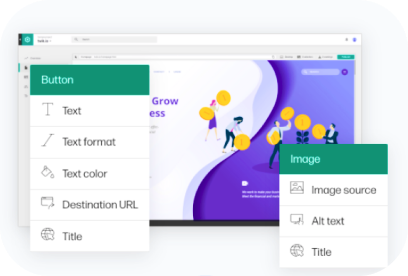 Grow
ess
Button
Text
Text format
Text color
Destination URL
Title
Image
Image source
Alt text
Title